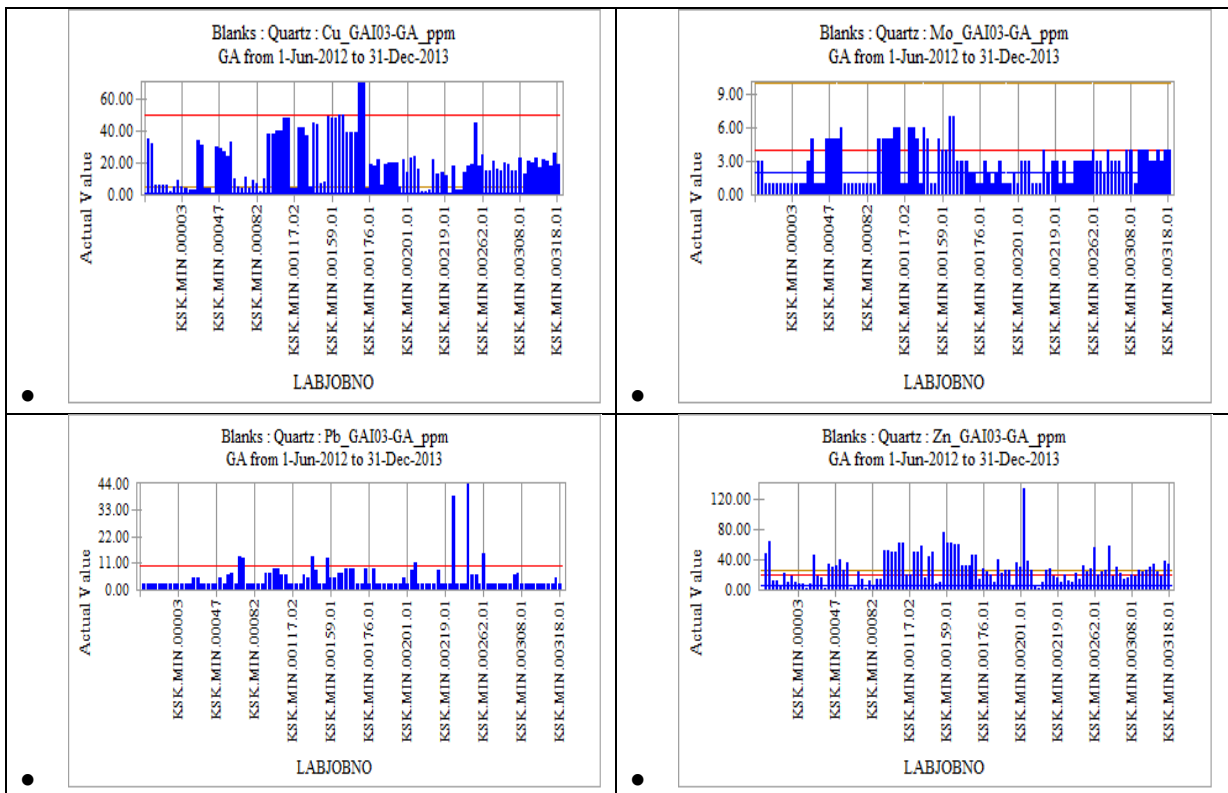 Blanks : Quartz : Cu_GAI03-GA_ppm
GA from 1-Jun-2012 to 31-Dec-2013
60.00
40.00
20.00
0.00
Actual Value
KSK.MIN.00003
KSK.MIN.00047
KSK.MIN.00082
KSK.MIN.00117.02
KSK.MIN.00159.01
KSK.MIN.00176.01
KSK.MIN.00201.01
KSK.MIN.00219.01
KSK.MIN.00262.01
KSK.MIN.00308.01
KSK.MIN.00318.01
LABJOBNO
Blanks : Quartz : Mo_GAI03-GA_ppm
GA from 1-Jun-2012 to 31-Dec-2013
9.00
6.00
3.00
0.00
Actual Value
KSK.MIN.00003
KSK.MIN.00047
KSK.MIN.00082
KSK.MIN.00117.02
KSK.MIN.00159.01
KSK.MIN.00176.01
KSK.MIN.00201.01
KSK.MIN.00219.01
KSK.MIN.00262.01
KSK.MIN.00308.01
KSK.MIN.00318.01
LABJOBNO
Blanks : Quartz : Pb_GAI03-GA_ppm
GA from 1-Jun-2012 to 31-Dec-2013
44.00
33.00
22.00
11.00
0.00
Actual Value
KSK.MIN.00003
KSK.MIN.00047
KSK.MIN.00082
KSK.MIN.00117.02
KSK.MIN.00159.01
KSK.MIN.00176.01
KSK.MIN.00201.01
KSK.MIN.00219.01
KSK.MIN.00262.01
KSK.MIN.00308.01
KSK.MIN.00318.01
LABJOBNO
Blanks : Quartz : Zn_GAI03-GA_ppm
GA from 1-Jun-2012 to 31-Dec-2013
120.00
80.00
40.00
0.00
Actual Value
KSK.MIN.00003
KSK.MIN.00047
KSK.MIN.00082
KSK.MIN.00117.02
KSK.MIN.00159.01
KSK.MIN.00176.01
KSK.MIN.00201.01
KSK.MIN.00219.01
KSK.MIN.00262.01
KSK.MIN.00308.01
KSK.MIN.00318.01
LABJOBNO